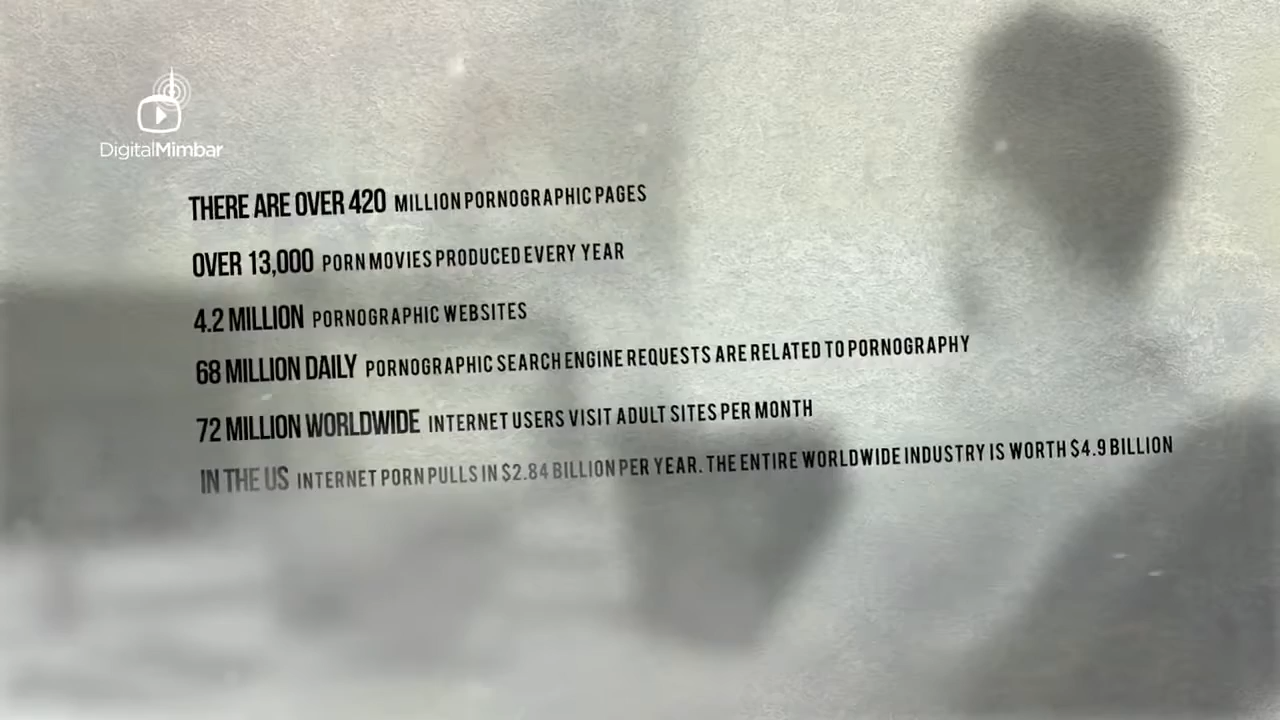 DigitalMimbar
THERE ARE OVER 420 MILLION PORNOGRAPHIC PAGES
OVER 13,000 PORN MOVIES PRODUCED EVERY YEAR
4.2 MILLION PORNOGRAPHIC WEBSITES
68 MILLION DAILY PORNOGRAPHIC SEARCH ENGINE REQUESTS ARE RELATED TO PORNOGRAPHY
72 MILLION WORLDWIDE INTERNET USERS VISIT ADULT SITES PER MONTH
IN THE US INTERNET PORN PULLS IN $2.84 BILLION PER YEAR. THE ENTIRE WORLDWIDE INDUSTRY IS WORTH $4.9 BILLION